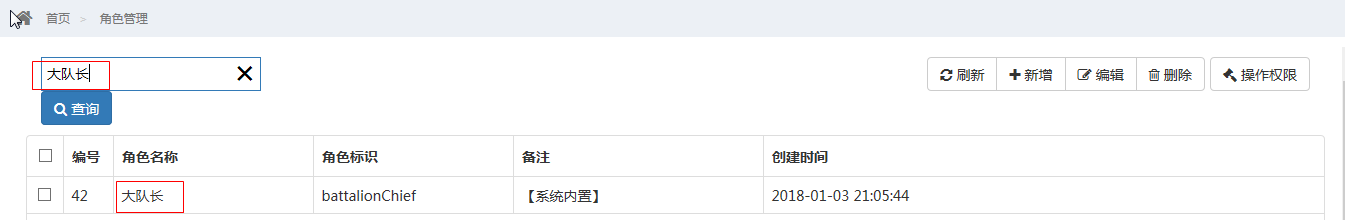 首页 > 角色管理
大队长
刷新 新增 编辑 删除 操作权限
查询
编号 角色名称 角色标识 备注 创建时间
42 大队长 battalionChief 【系统内置】 2018-01-03 21:05:44